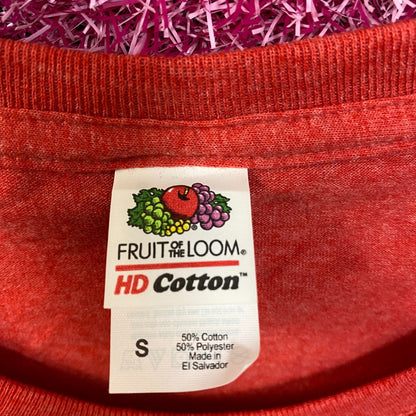 FRUIT OF THE LOOM®
HD Cotton™
S
50% Cotton
50% Polyester
Made in
El Salvador